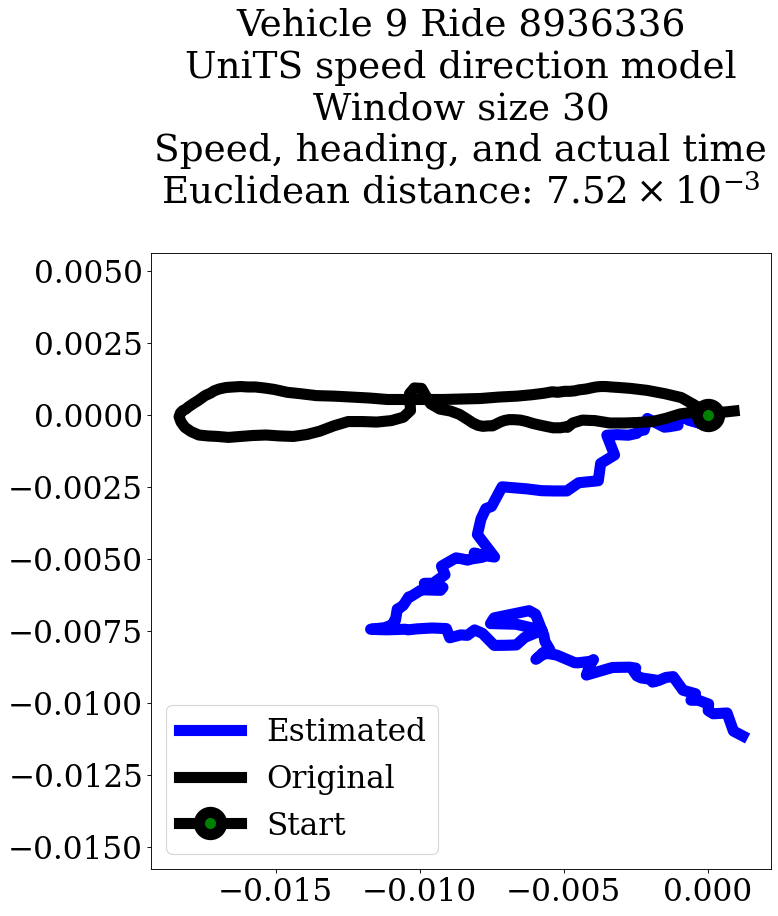 Vehicle 9 Ride 8936336
UniTS speed direction model
Window size 30
Speed, heading, and actual time
Euclidean distance: 7.52 × 10⁻³
0.0050
0.0025
0.0000
−0.0025
−0.0050
−0.0075
−0.0100
−0.0125
−0.0150
Estimated
Original
Start
−0.015 −0.010 −0.005 0.000